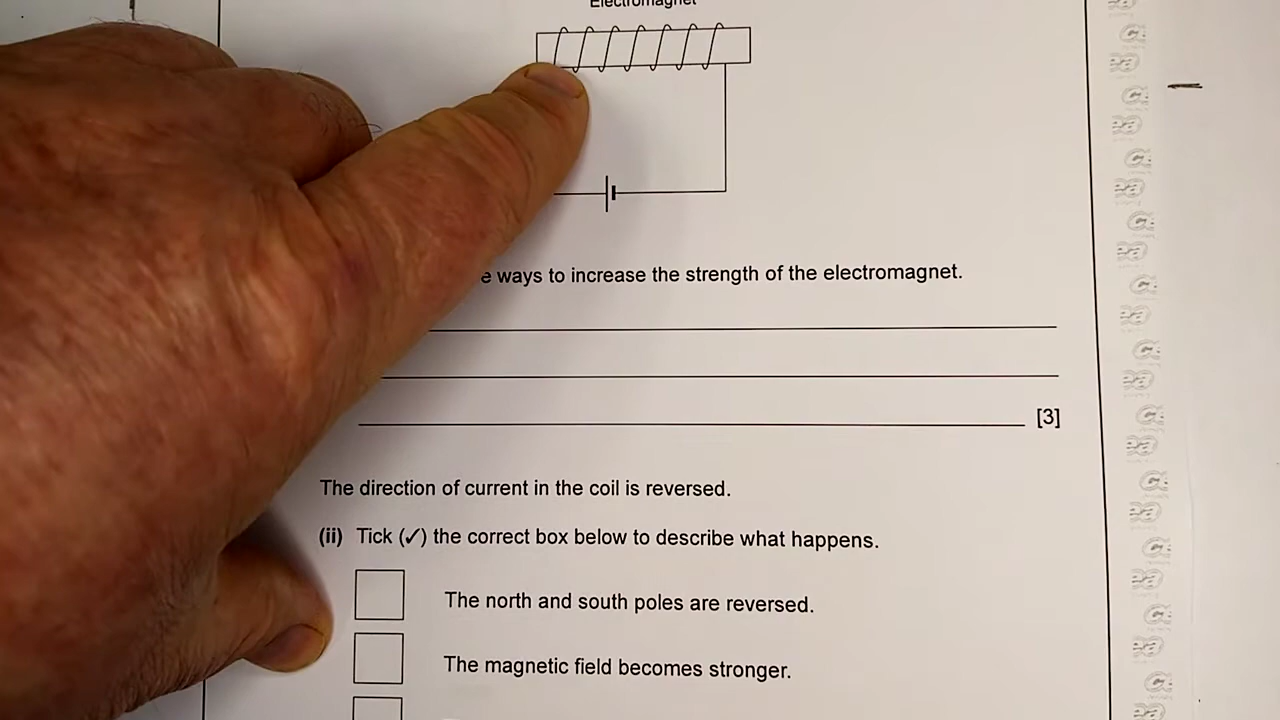 Electromagnet
ways to increase the strength of the electromagnet.
[3]
The direction of current in the coil is reversed.
(ii) Tick (✓) the correct box below to describe what happens.
The north and south poles are reversed.
The magnetic field becomes stronger.